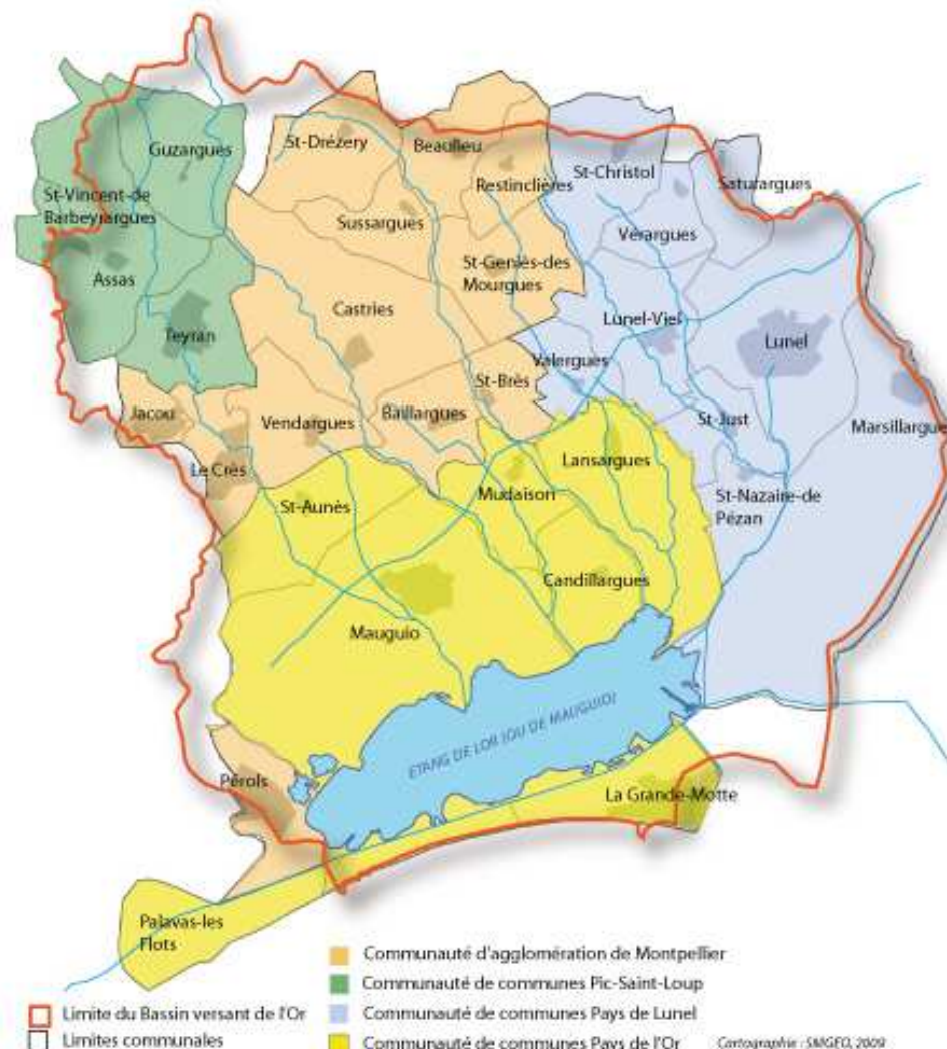 Guzargues
St-Drézery
Beaulieu
St-Vincent-de
Barbeyrargues
Restinclières
St-Christol
Saturargues
Sussargues
Vérargues
Assas
St-Geniès-des
Mourgues
Castries
Teyran
Lunel-Viel
Lunel
Valergues
Jacou
St-Brès
Vendargues
Baillargues
St-Just
Marsillargue
Le Crès
Lansargues
St-Aunès
Mudaison
St-Nazaire-de
Pézan
Candillargues
Mauguio
ETANG DE L'OR (OU DE MAUGUIO)
Pérols
La Grande-Motte
Palavas-les
Flots
Communauté d'agglomération de Montpellier
Communauté de communes Pic-Saint-Loup
Limite du Bassin versant de l'Or
Communauté de communes Pays de Lunel
Limites communales
Communauté de communes Pays de l'Or
Cartographie : SMGEO, 2009